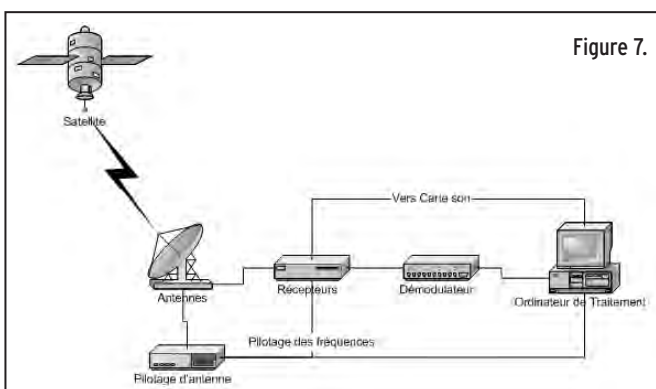 Figure 7.
Satellite
Vers Carte son
Antennes
Récepteurs
Démodulateur
Ordinateur de Traitement
Pilotage des fréquences
Pilotage d'antenne